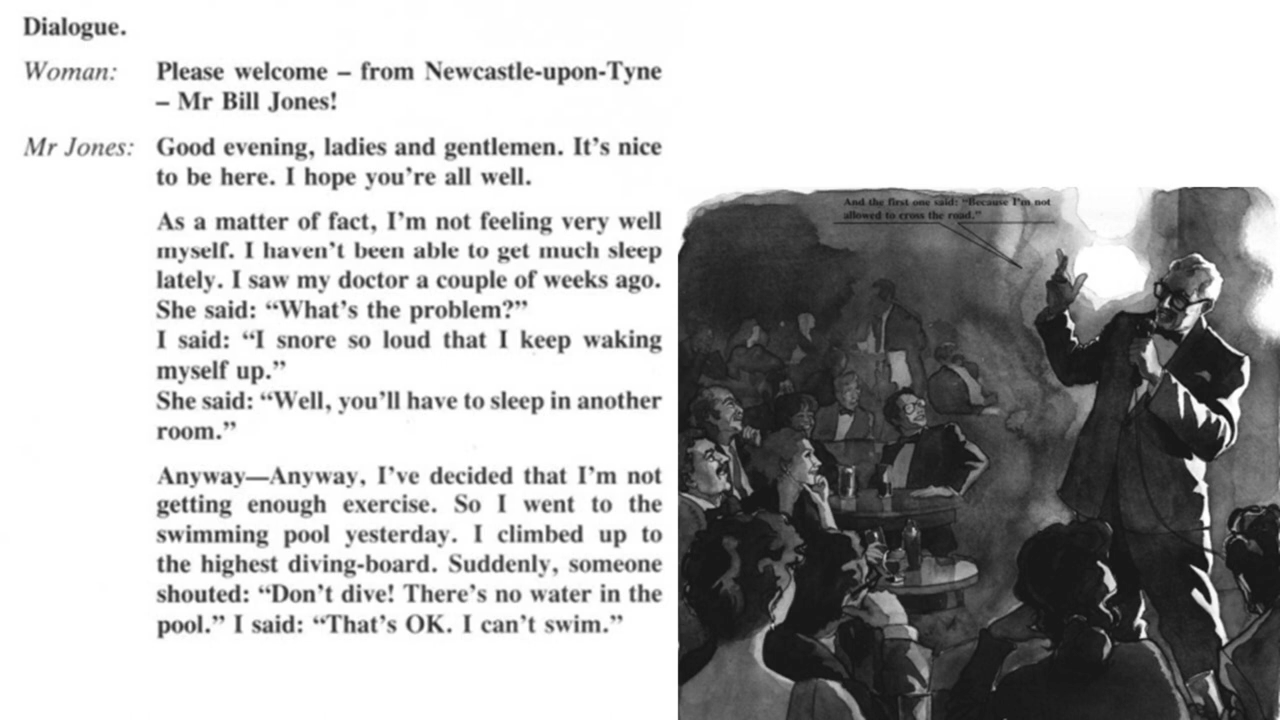 Dialogue.
Woman: Please welcome – from Newcastle-upon-Tyne
– Mr Bill Jones!
Mr Jones: Good evening, ladies and gentlemen. It's nice
to be here. I hope you're all well.
As a matter of fact, I'm not feeling very well
myself. I haven't been able to get much sleep
lately. I saw my doctor a couple of weeks ago.
She said: “What's the problem?”
I said: “I snore so loud that I keep waking
myself up.”
She said: “Well, you'll have to sleep in another
room.”
Anyway—Anyway, I've decided that I'm not
getting enough exercise. So I went to the
swimming pool yesterday. I climbed up to
the highest diving-board. Suddenly, someone
shouted: “Don't dive! There's no water in the
pool.” I said: “That's OK. I can't swim.”
And the first one said: “Because I'm not
allowed to cross the road.”